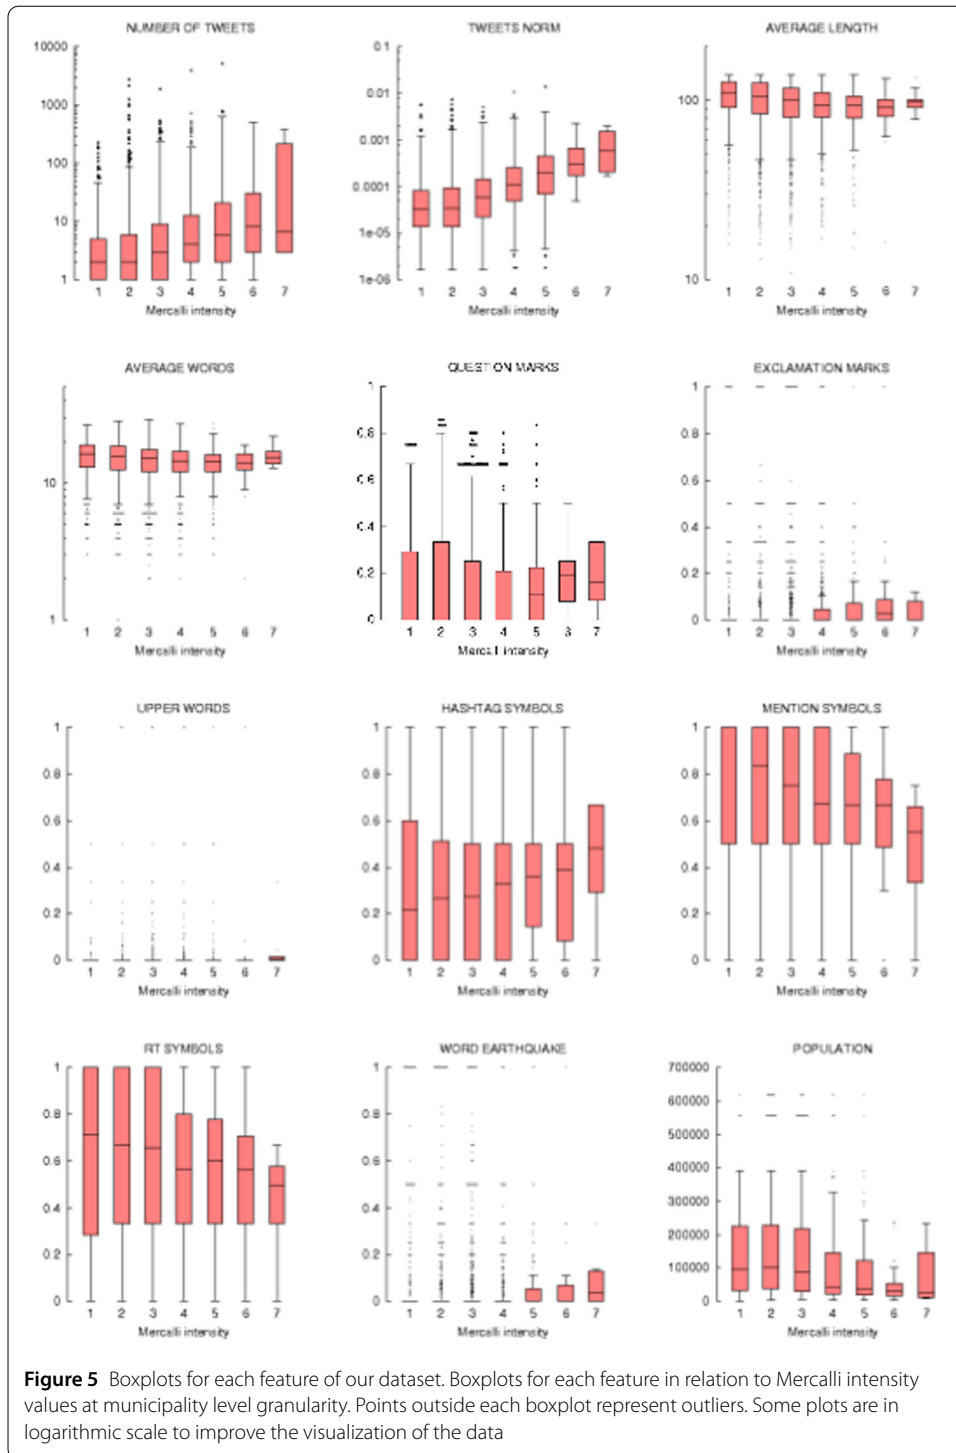 NUMBER OF TWEETS
10000
1000
100
10
1
1 2 3 4 5 6 7
Mercalli intensity
TWEETS NORM
0.1
0.01
0.001
0.0001
1e-05
1e-06
1 2 3 4 5 6 7
Mercalli intensity
AVERAGE LENGTH
100
10
1 2 3 4 5 6 7
Mercalli intensity
AVERAGE WORDS
10
1
1 2 3 4 5 6 7
Mercalli intensity
QUESTION MARKS
1
0.8
0.6
0.4
0.2
0
1 2 3 4 5 6 7
Mercalli intensity
EXCLAMATION MARKS
1
0.8
0.6
0.4
0.2
0
1 2 3 4 5 6 7
Mercalli intensity
UPPER WORDS
1
0.8
0.6
0.4
0.2
0
1 2 3 4 5 6 7
Mercalli intensity
HASHTAG SYMBOLS
1
0.8
0.6
0.4
0.2
0
1 2 3 4 5 6 7
Mercalli intensity
MENTION SYMBOLS
1
0.8
0.6
0.4
0.2
0
1 2 3 4 5 6 7
Mercalli intensity
RT SYMBOLS
1
0.8
0.6
0.4
0.2
0
1 2 3 4 5 6 7
Mercalli intensity
WORD EARTHQUAKE
1
0.8
0.6
0.4
0.2
0
1 2 3 4 5 6 7
Mercalli intensity
POPULATION
700000
600000
500000
400000
300000
200000
100000
0
1 2 3 4 5 6 7
Mercalli intensity
Figure 5 Boxplots for each feature of our dataset. Boxplots for each feature in relation to Mercalli intensity
values at municipality level granularity. Points outside each boxplot represent outliers. Some plots are in
logarithmic scale to improve the visualization of the data